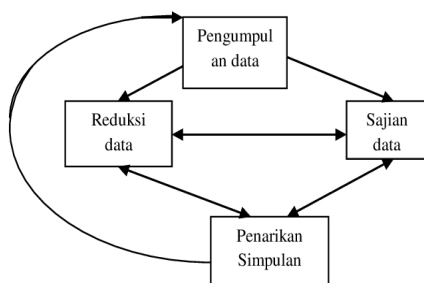 Pengumpul
an data
Reduksi
data
Sajian
data
Penarikan
Simpulan